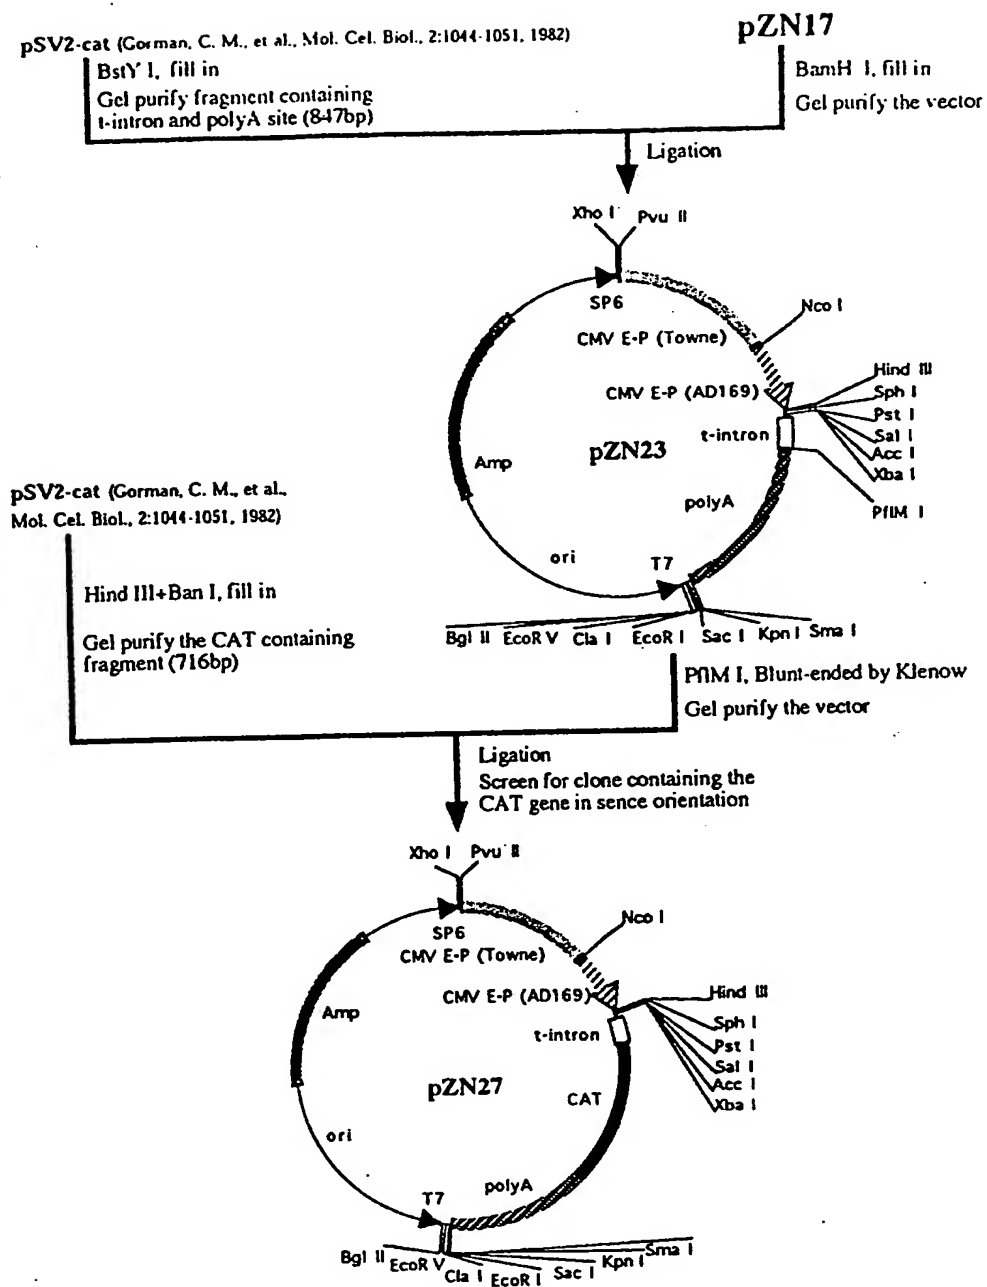 pZN17
pSV2-cat (Gorman, C. M., et al., Mol. Cel. Biol., 2:1044-1051, 1982)
BstY I, fill in
Gel purify fragment containing
t-intron and polyA site (847bp)
BamH I, fill in
Gel purify the vector
Ligation
Xho I
Pvu II
SP6
Nco I
CMV E-P (Towne)
CMV E-P (AD169)
Hind III
Sph I
Pst I
Sal I
Acc I
Xba I
PflM I
t-intron
pZN23
Amp
polyA
ori
T7
Bgl II
EcoR V
Cla I
EcoR I
Sac I
Kpn I
Sma I
pSV2-cat (Gorman, C. M., et al.,
Mol. Cel. Biol., 2:1044-1051, 1982)
Hind III+Ban I, fill in
Gel purify the CAT containing
fragment (716bp)
PflM I, Blunt-ended by Klenow
Gel purify the vector
Ligation
Screen for clone containing the
CAT gene in sence orientation
Xho I
Pvu II
SP6
Nco I
CMV E-P (Towne)
CMV E-P (AD169)
Hind III
Sph I
Pst I
Sal I
Acc I
Xba I
t-intron
Amp
pZN27
CAT
ori
polyA
T7
Bgl II
EcoR V
Cla I
EcoR I
Sac I
Kpn I
Sma I